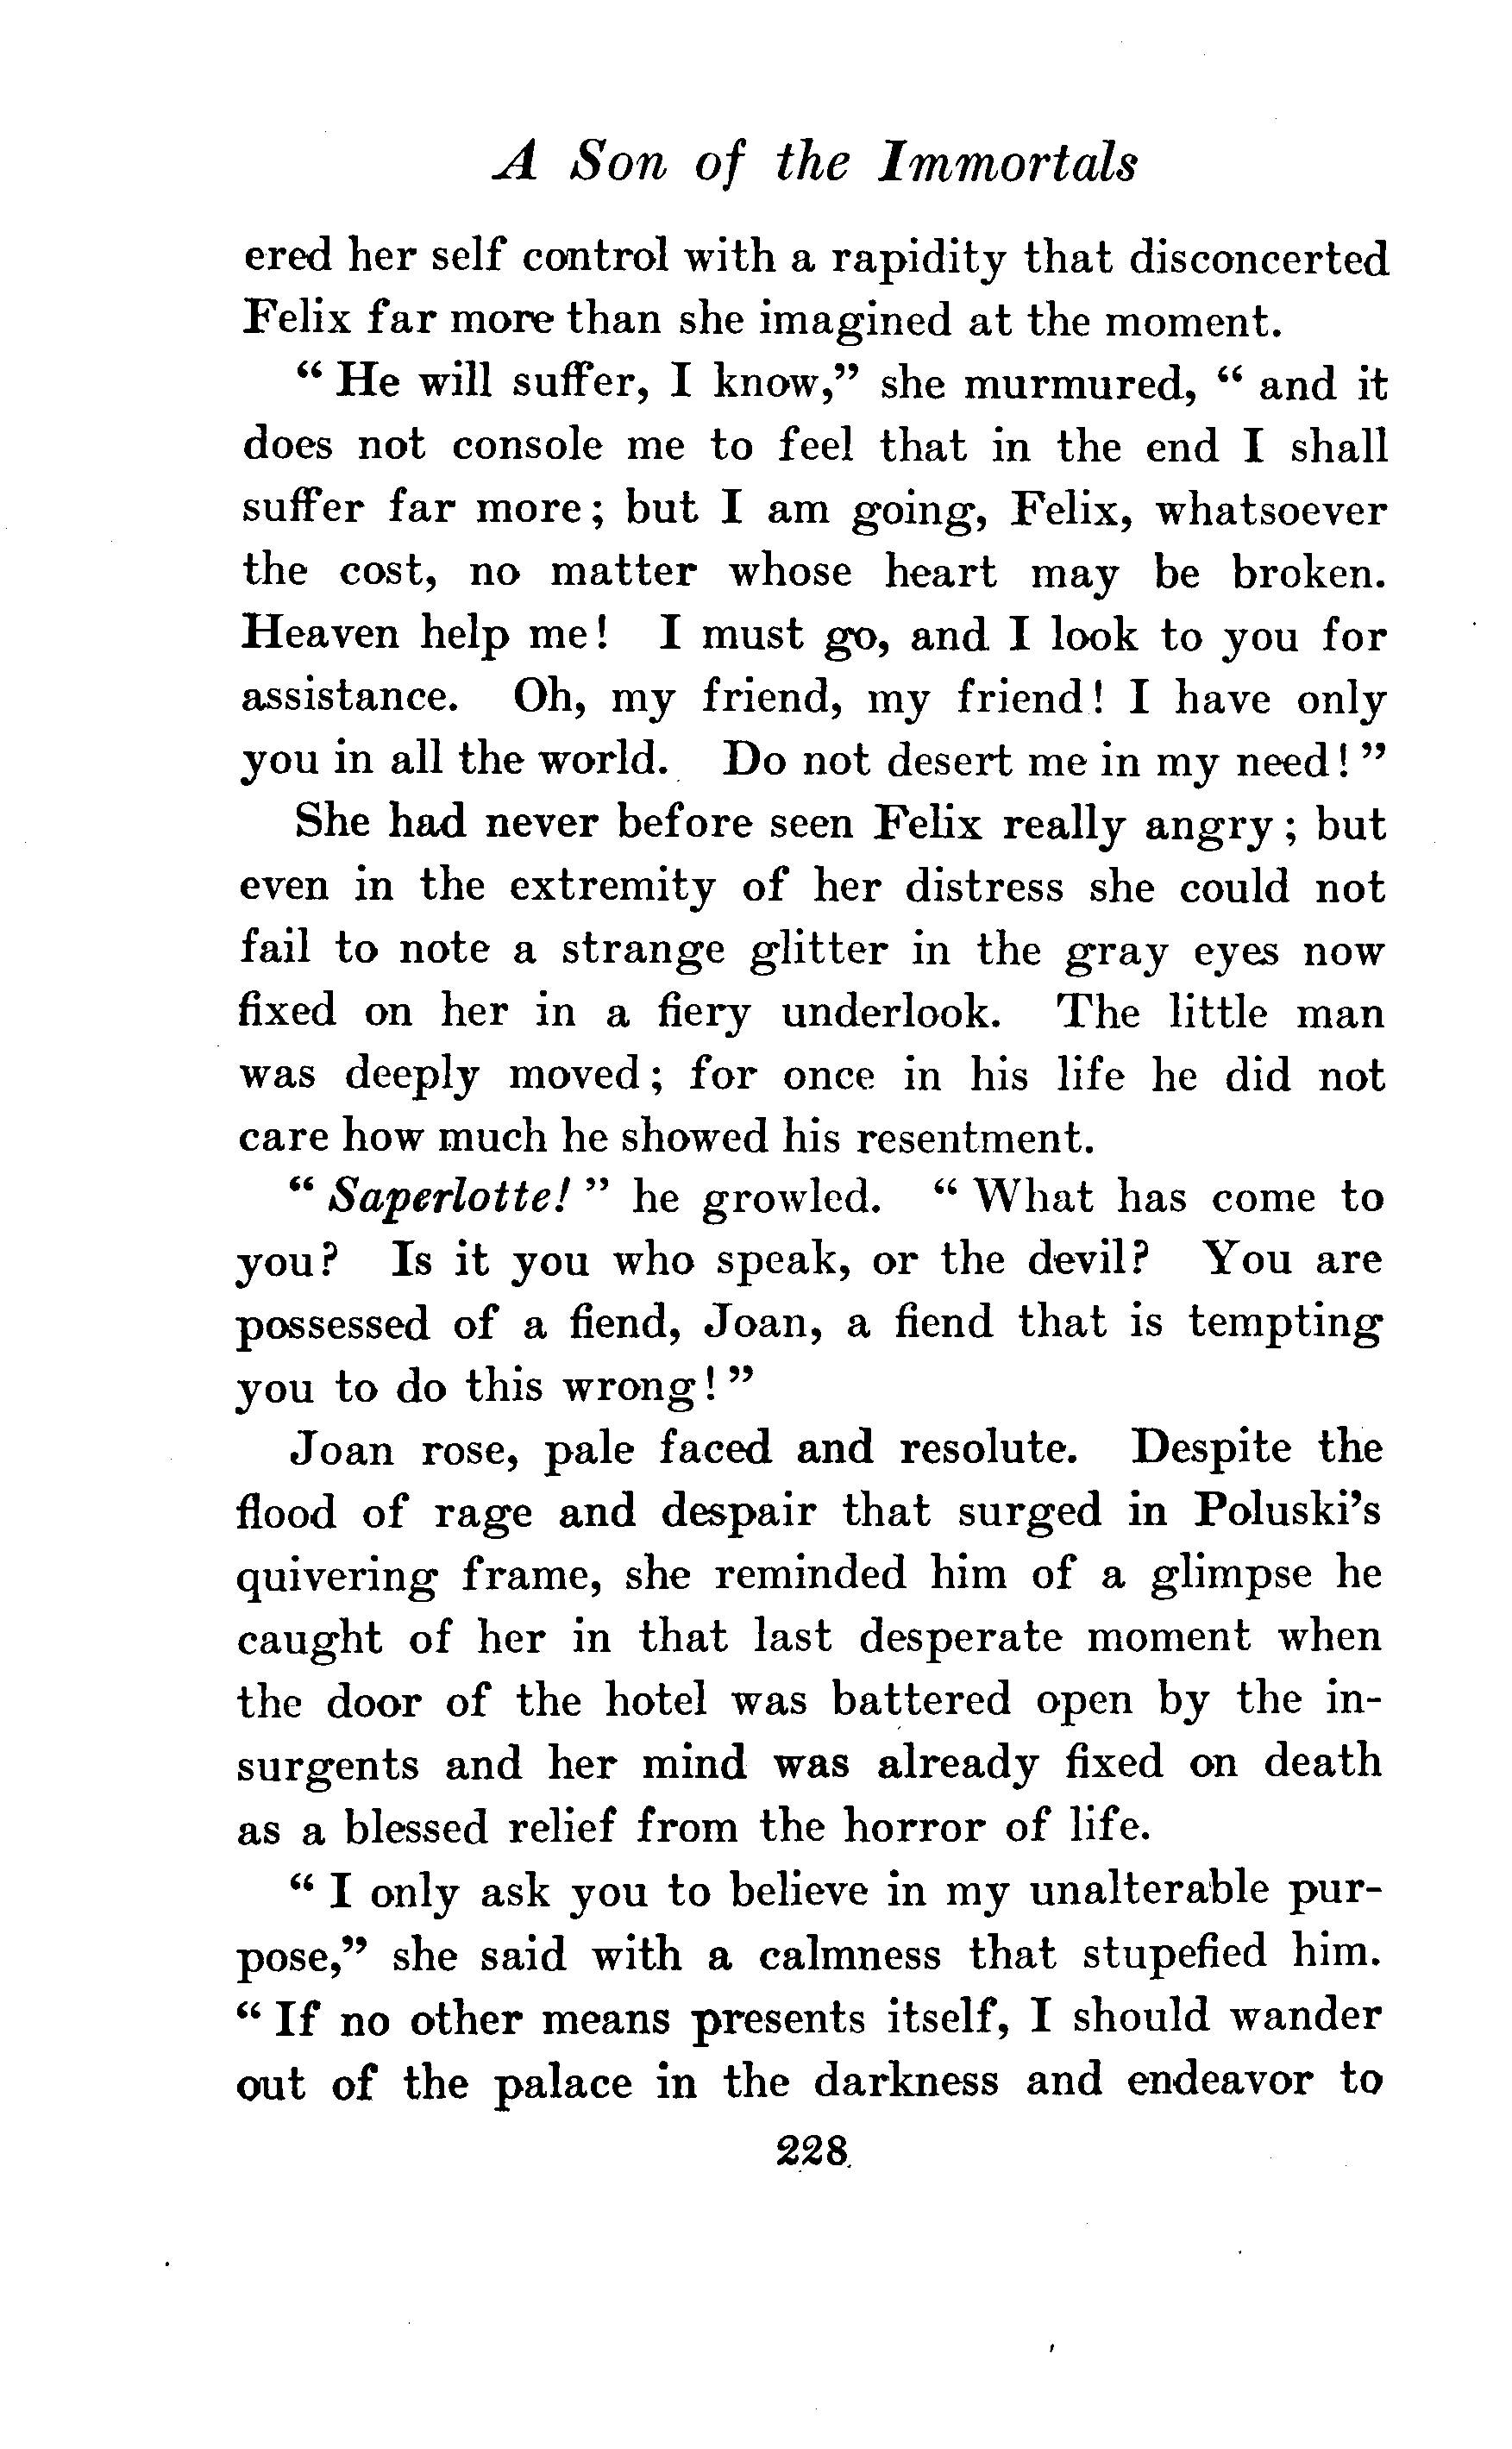 A Son of the Immortals
ered her self control with a rapidity that disconcerted
Felix far more than she imagined at the moment.
“ He will suffer, I know,” she murmured, “ and it
does not console me to feel that in the end I shall
suffer far more; but I am going, Felix, whatsoever
the cost, no matter whose heart may be broken.
Heaven help me! I must go, and I look to you for
assistance. Oh, my friend, my friend! I have only
you in all the world. Do not desert me in my need! ”
She had never before seen Felix really angry; but
even in the extremity of her distress she could not
fail to note a strange glitter in the gray eyes now
fixed on her in a fiery underlook. The little man
was deeply moved; for once in his life he did not
care how much he showed his resentment.
“ Saperlotte! ” he growled. “ What has come to
you? Is it you who speak, or the devil? You are
possessed of a fiend, Joan, a fiend that is tempting
you to do this wrong! ”
Joan rose, pale faced and resolute. Despite the
flood of rage and despair that surged in Poluski’s
quivering frame, she reminded him of a glimpse he
caught of her in that last desperate moment when
the door of the hotel was battered open by the in-
surgents and her mind was already fixed on death
as a blessed relief from the horror of life.
“ I only ask you to believe in my unalterable pur-
pose,” she said with a calmness that stupefied him.
“ If no other means presents itself, I should wander
out of the palace in the darkness and endeavor to
228